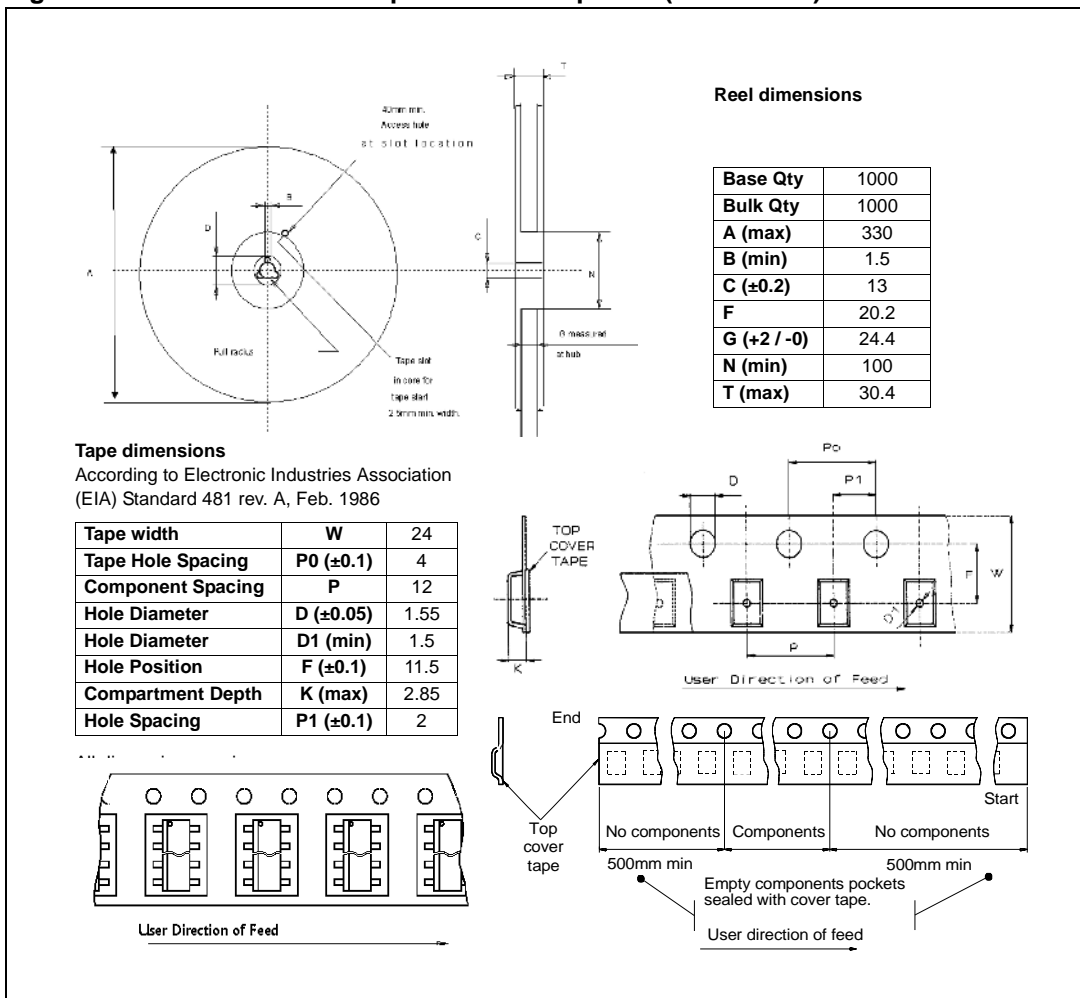 T
40mm min.
Access hole
at slot location
B
D
A
C
N
Full radius
G measured
at hub
Tape slot
in core for
tape start
2.5mm min. width.
Reel dimensions
Base Qty 1000
Bulk Qty 1000
A (max) 330
B (min) 1.5
C (±0.2) 13
F 20.2
G (+2 / -0) 24.4
N (min) 100
T (max) 30.4
Tape dimensions
According to Electronic Industries Association
(EIA) Standard 481 rev. A, Feb. 1986
Tape width W 24
Tape Hole Spacing P0 (±0.1) 4
Component Spacing P 12
Hole Diameter D (±0.05) 1.55
Hole Diameter D1 (min) 1.5
Hole Position F (±0.1) 11.5
Compartment Depth K (max) 2.85
Hole Spacing P1 (±0.1) 2
TOP
COVER
TAPE
K
Po
D
P1
F
W
D1
P
User Direction of Feed
End
Start
Top
cover
tape
No components
Components
No components
500mm min
500mm min
Empty components pockets
sealed with cover tape.
User direction of feed
User Direction of Feed